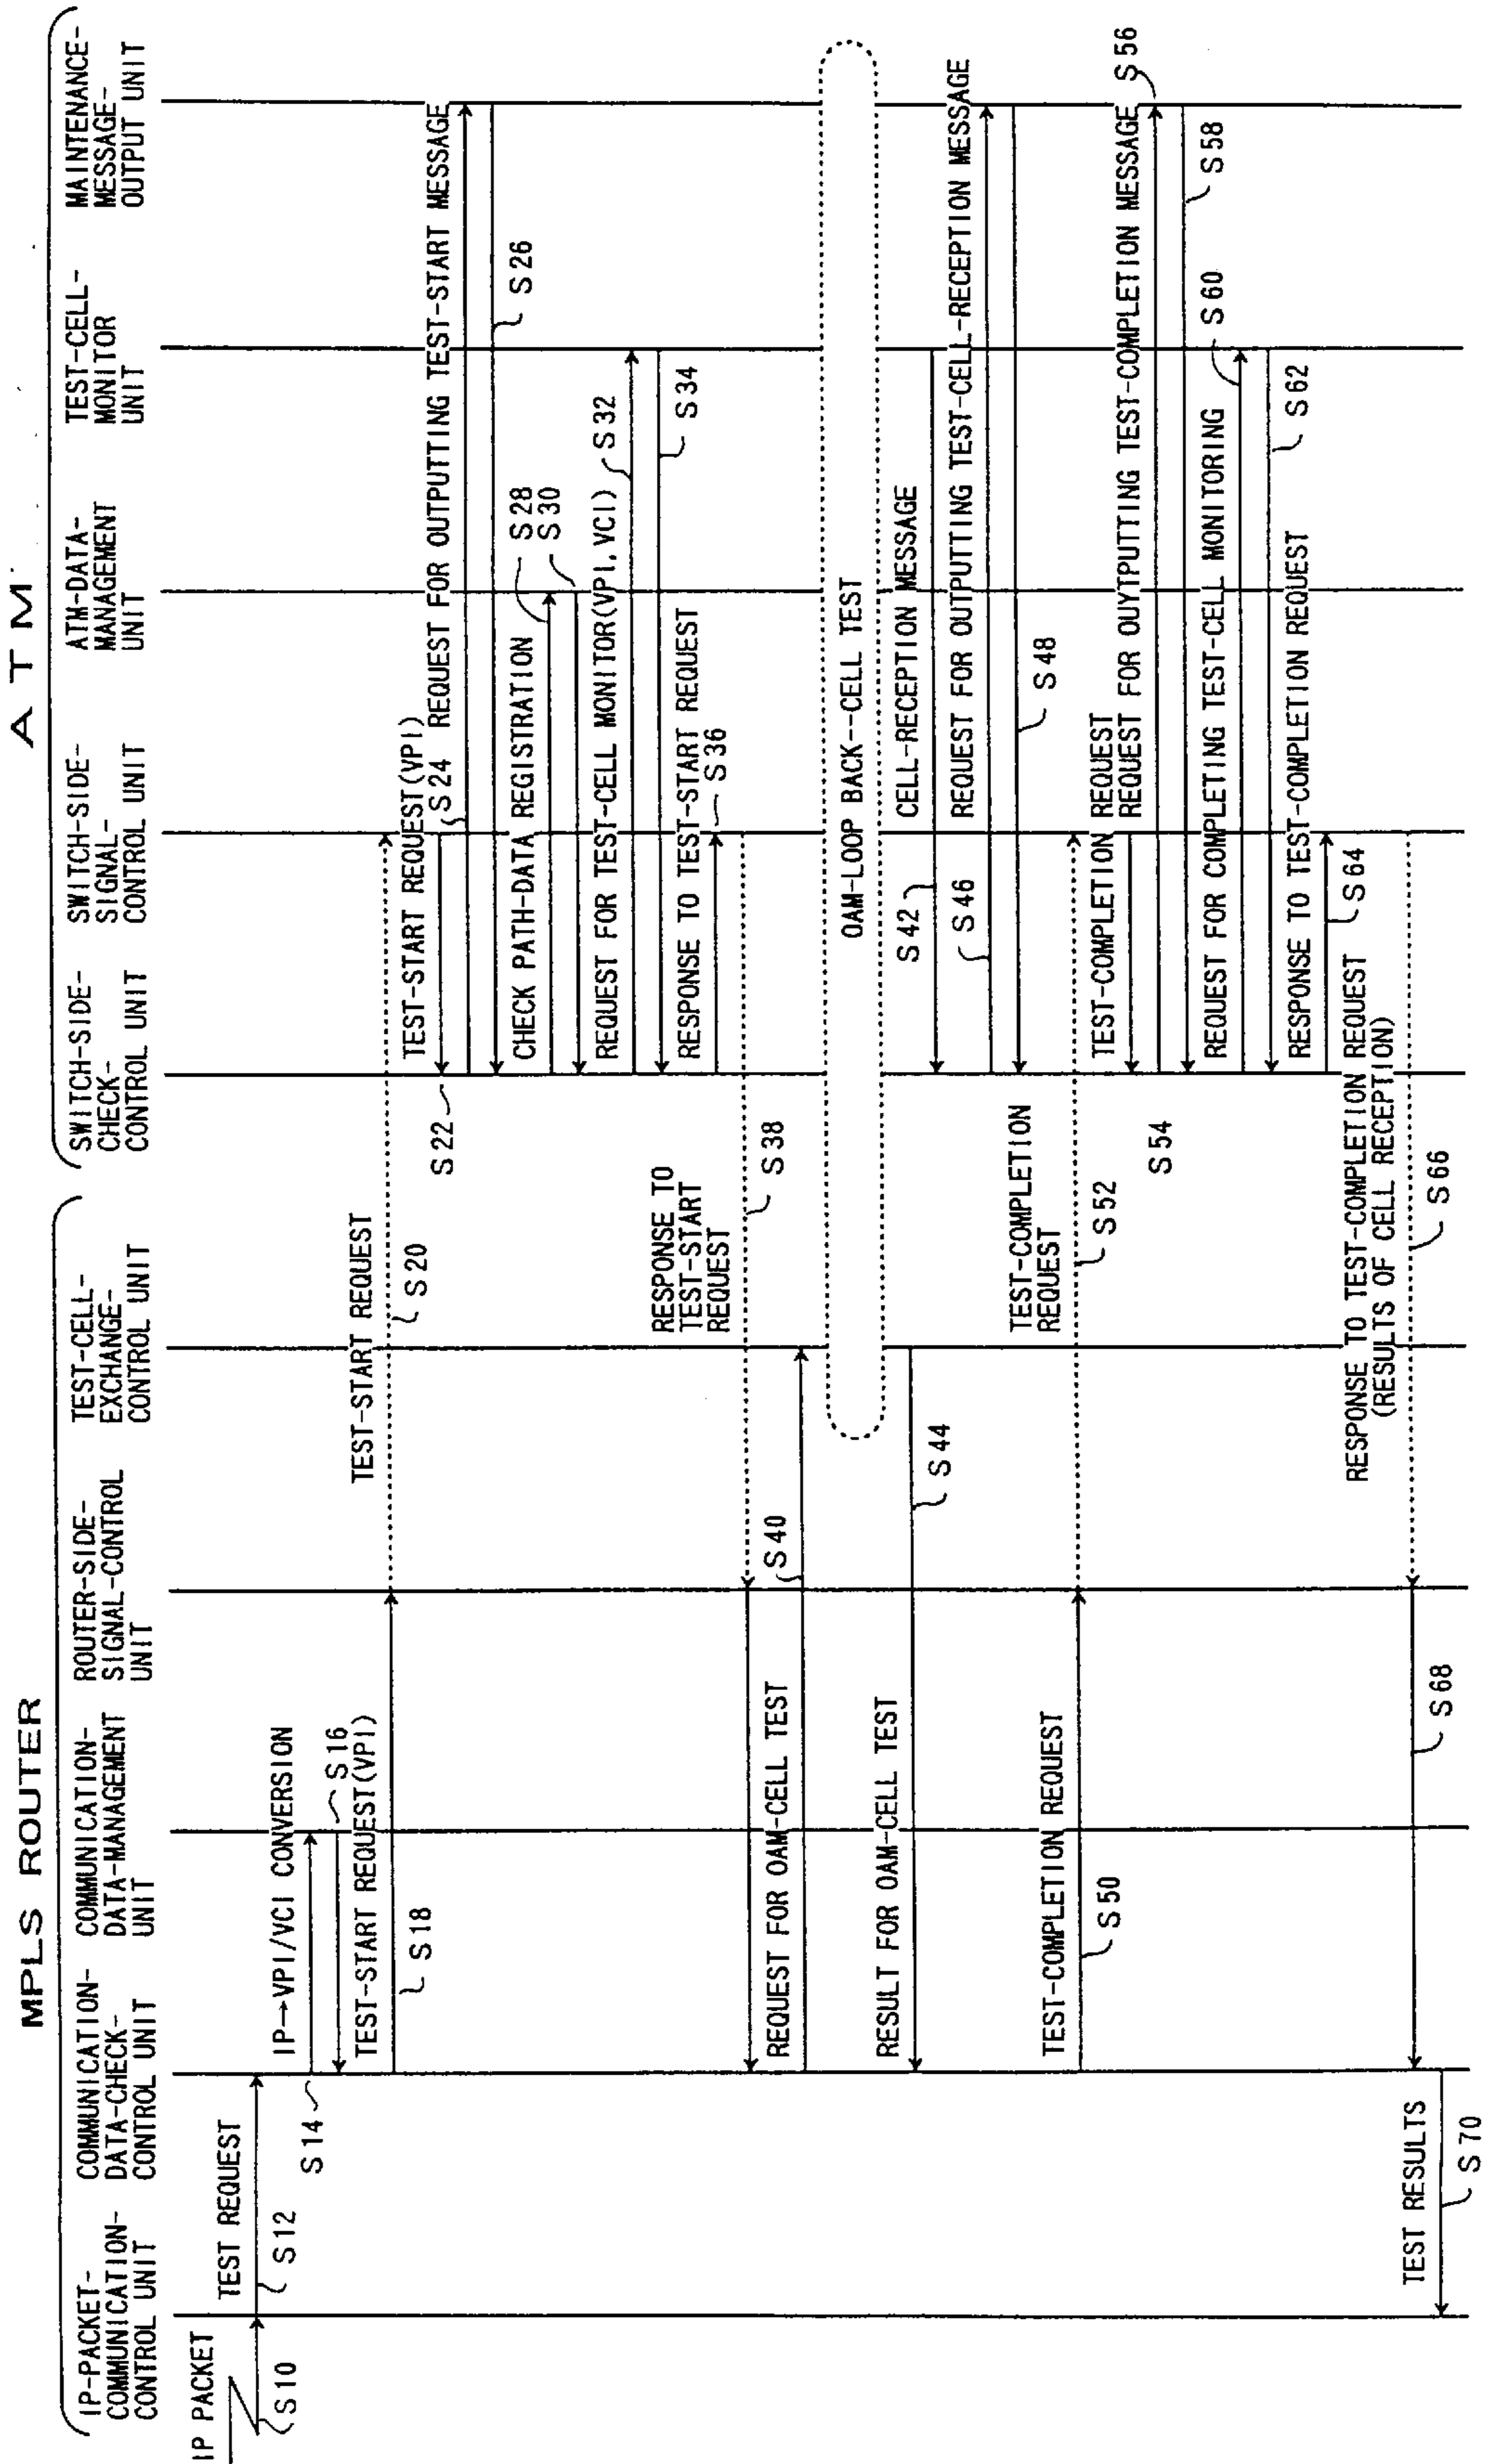 MPLS ROUTER
IP-PACKET-
COMMUNICATION-
CONTROL UNIT
COMMUNICATION-
DATA-CHECK-
CONTROL UNIT
COMMUNICATION-
DATA-MANAGEMENT
UNIT
ROUTER-SIDE-
SIGNAL-CONTROL
UNIT
TEST-CELL-
EXCHANGE-
CONTROL UNIT
ATM
SWITCH-SIDE-
CHECK-
CONTROL UNIT
SWITCH-SIDE-
SIGNAL-
CONTROL UNIT
ATM-DATA-
MANAGEMENT
UNIT
TEST-CELL-
MONITOR
UNIT
MAINTENANCE-
MESSAGE-
OUTPUT UNIT
IP PACKET
S10
TEST REQUEST
S12
S14
IP→VPI/VCI CONVERSION
S16
TEST-START REQUEST(VPI)
S18
TEST-START REQUEST
S20
TEST-START REQUEST(VPI)
S22
S24
REQUEST FOR OUTPUTTING TEST-START MESSAGE
S26
CHECK PATH-DATA REGISTRATION
S28
S30
REQUEST FOR TEST-CELL MONITOR(VPI,VCI)
S32
S34
RESPONSE TO TEST-START REQUEST
S36
RESPONSE TO
TEST-START
REQUEST
S38
REQUEST FOR OAM-CELL TEST
S40
OAM-LOOP BACK--CELL TEST
S42
CELL-RECEPTION MESSAGE
RESULT FOR OAM-CELL TEST
S44
S46
REQUEST FOR OUTPUTTING TEST-CELL-RECEPTION MESSAGE
S48
TEST-COMPLETION REQUEST
S50
TEST-COMPLETION
REQUEST
S52
TEST-COMPLETION REQUEST
S54
REQUEST FOR OUYTPUTTING TEST-COMPLETION MESSAGE
S56
S58
REQUEST FOR COMPLETING TEST-CELL MONITORING
S60
S62
RESPONSE TO TEST-COMPLETION REQUEST
S64
RESPONSE TO TEST-COMPLETION REQUEST
(RESULTS OF CELL RECEPTION)
S66
S68
TEST RESULTS
S70